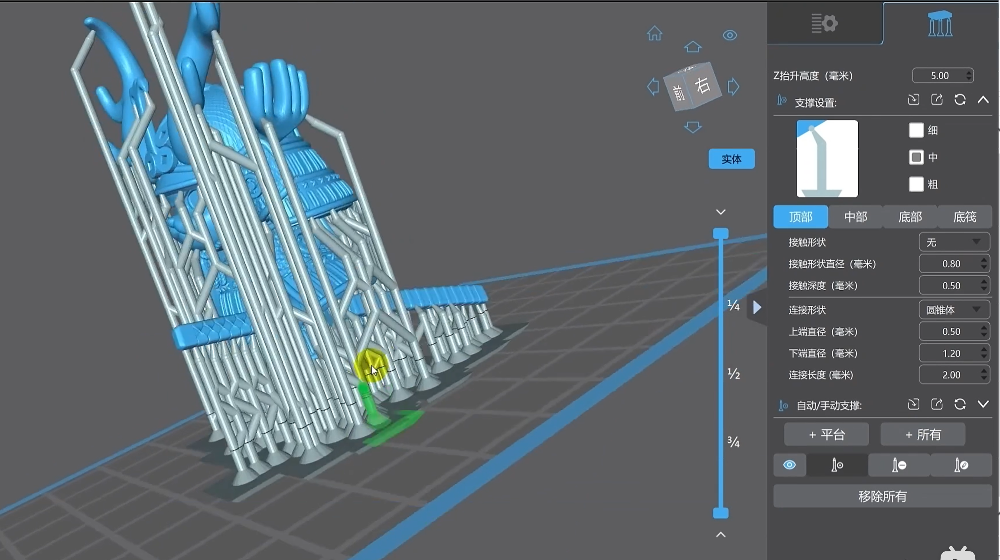 前
右
实体
¼
½
¾
Z抬升高度（毫米） 5.00
支撑设置:
细
中
粗
顶部 中部 底部 底筏
接触形状 无
接触形状直径（毫米） 0.80
接触深度（毫米） 0.50
连接形状 圆锥体
上端直径（毫米） 0.50
下端直径（毫米） 1.20
连接长度 (毫米) 2.00
自动/手动支撑:
+ 平台 + 所有
移除所有